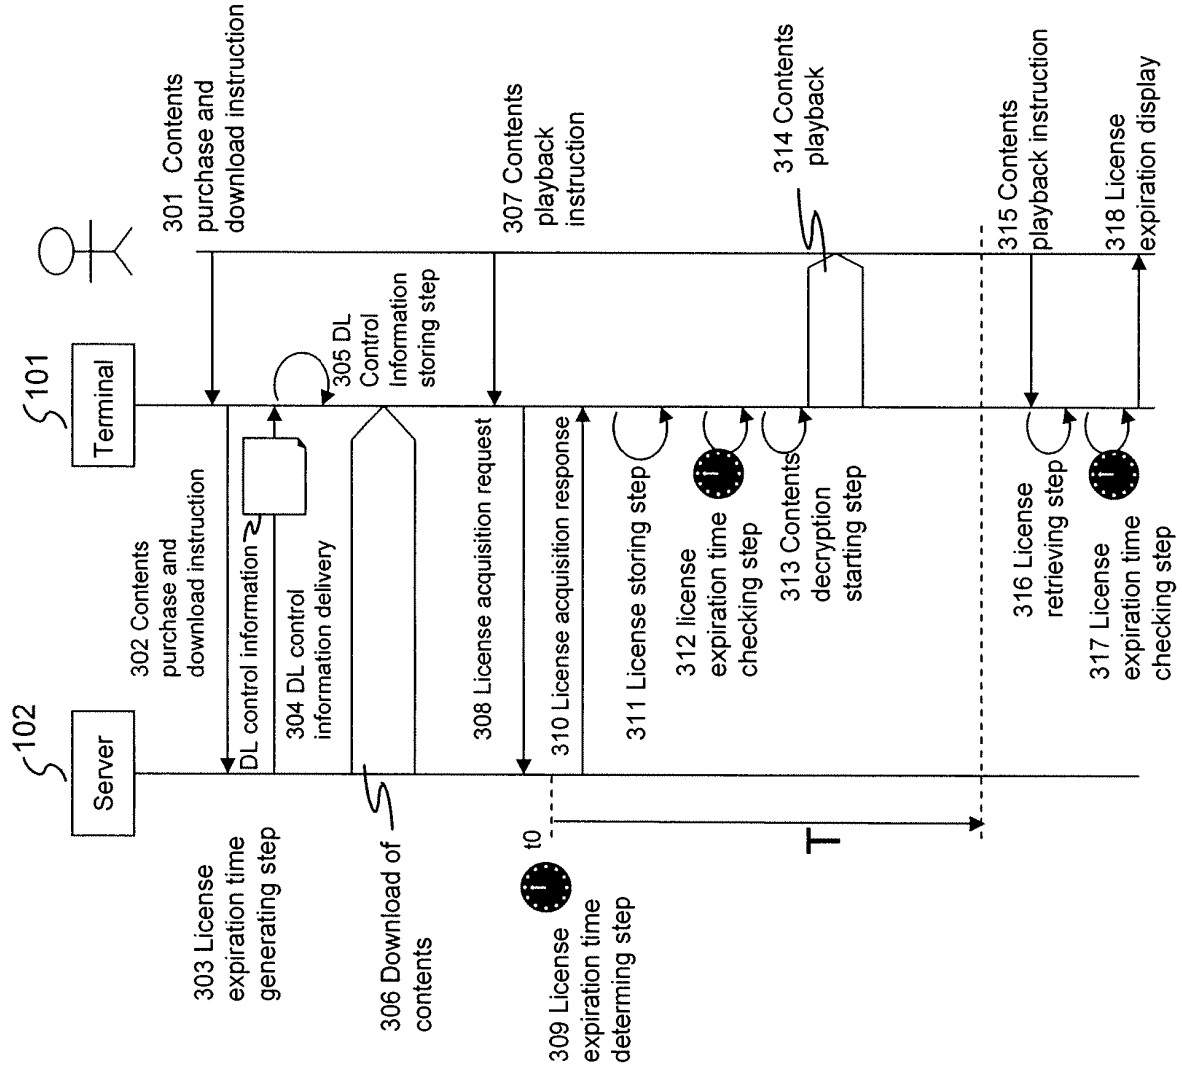 102
Server
101
Terminal
301 Contents
purchase and
download instruction
302 Contents
purchase and
download instruction
303 License
expiration time
generating step
DL control information
304 DL control
information delivery
305 DL
Control
Information
storing step
306 Download of
contents
307 Contents
playback
instruction
308 License acquisition request
t0
309 License
expiration time
determining step
310 License acquisition response
T
311 License storing step
312 license
expiration time
checking step
313 Contents
decryption
starting step
314 Contents
playback
315 Contents
playback instruction
316 License
retrieving step
317 License
expiration time
checking step
318 License
expiration display